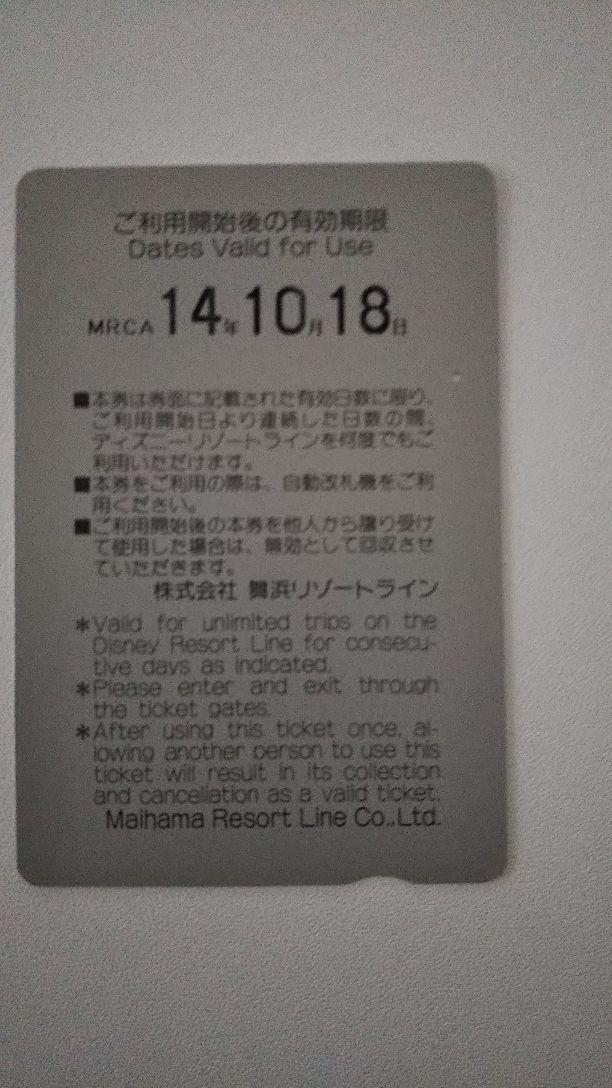 ご利用開始後の有効期限
Dates Valid for Use
MRCA 14年10月18日
■本券は券面に記載された有効日数に限り、
ご利用開始日より連続した日数の間、
ディズニーリゾートラインを何度でもご
利用いただけます。
■本券をご利用の際は、自動改札機をご利
用ください。
■ご利用開始後の本券を他人から譲り受け
て使用した場合は、無効として回収させ
ていただきます。
株式会社 舞浜リゾートライン
*Valid for unlimited trips on the
Disney Resort Line for consecu-
tive days as indicated.
*Please enter and exit through
the ticket gates.
*After using this ticket once, al-
lowing another person to use this
ticket will result in its collection
and cancellation as a valid ticket.
Maihama Resort Line Co.,Ltd.